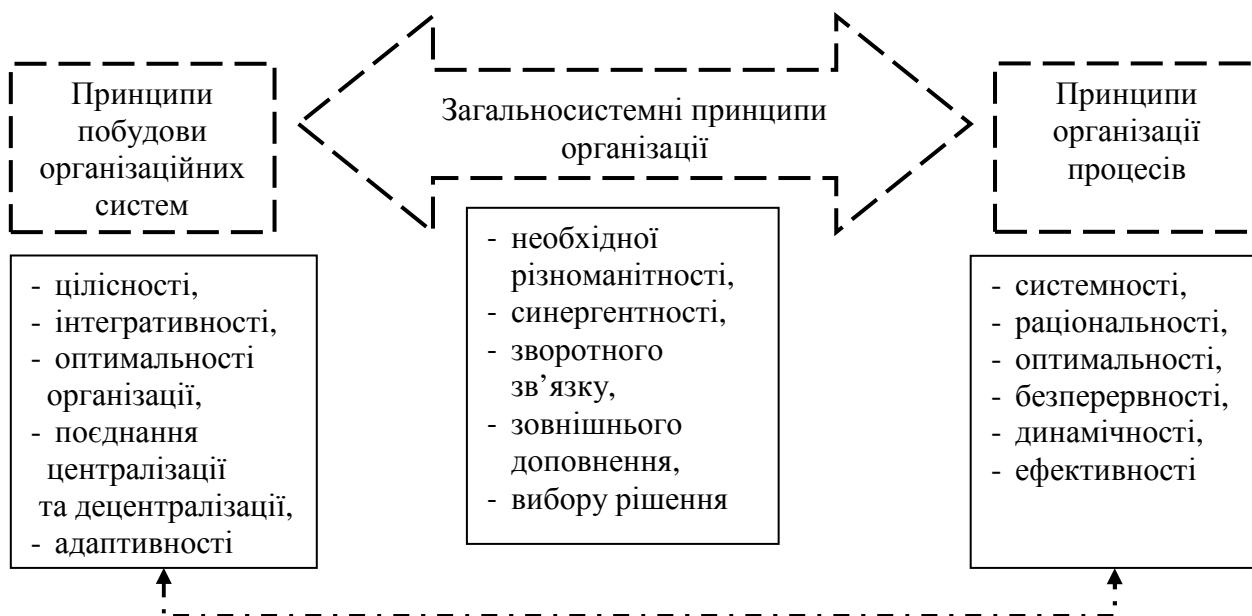 Принципи
побудови
організаційних
систем
Загальносистемні принципи
організації
Принципи
організації
процесів
- цілісності,
- інтегративності,
- оптимальності
організації,
- поєднання
централізації
та децентралізації,
- адаптивності
- необхідної
різноманітності,
- синергентності,
- зворотного
зв’язку,
- зовнішнього
доповнення,
- вибору рішення
- системності,
- раціональності,
- оптимальності,
- безперервності,
- динамічності,
- ефективності